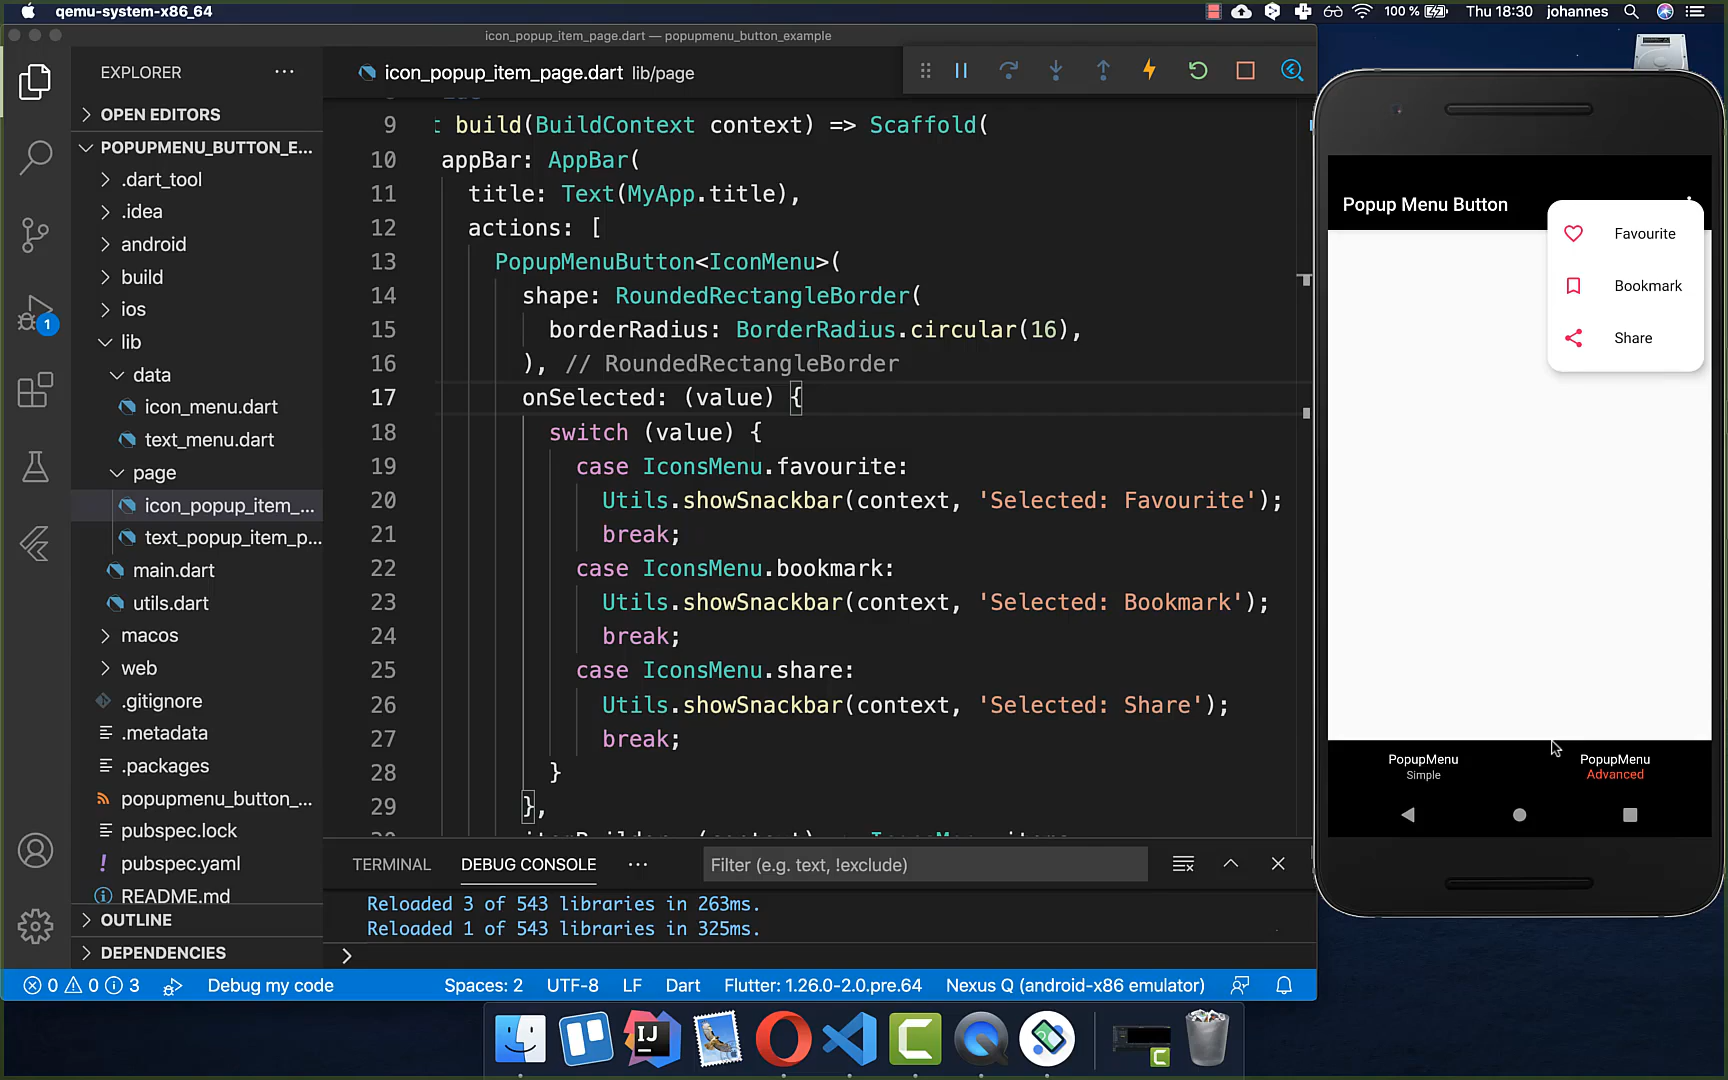 qemu-system-x86_64
100 %
Thu 18:30
johannes
icon_popup_item_page.dart — popupmenu_button_example
EXPLORER
icon_popup_item_page.dart lib/page
OPEN EDITORS
POPUPMENU_BUTTON_E...
.dart_tool
.idea
android
build
ios
lib
data
icon_menu.dart
text_menu.dart
page
icon_popup_item_...
text_popup_item_p...
main.dart
utils.dart
macos
web
.gitignore
.metadata
.packages
popupmenu_button_...
pubspec.lock
pubspec.yaml
README.md
OUTLINE
DEPENDENCIES
1
9 t build(BuildContext context) => Scaffold(
10 appBar: AppBar(
11 title: Text(MyApp.title),
12 actions: [
13 PopupMenuButton<IconMenu>(
14 shape: RoundedRectangleBorder(
15 borderRadius: BorderRadius.circular(16),
16 ), // RoundedRectangleBorder
17 onSelected: (value) {
18 switch (value) {
19 case IconsMenu.favourite:
20 Utils.showSnackbar(context, 'Selected: Favourite');
21 break;
22 case IconsMenu.bookmark:
23 Utils.showSnackbar(context, 'Selected: Bookmark');
24 break;
25 case IconsMenu.share:
26 Utils.showSnackbar(context, 'Selected: Share');
27 break;
28 }
29 },
TERMINAL
DEBUG CONSOLE
Filter (e.g. text, !exclude)
Reloaded 3 of 543 libraries in 263ms.
Reloaded 1 of 543 libraries in 325ms.
0 0 3
Debug my code
Spaces: 2
UTF-8
LF
Dart
Flutter: 1.26.0-2.0.pre.64
Nexus Q (android-x86 emulator)
Popup Menu Button
Favourite
Bookmark
Share
PopupMenu
Simple
PopupMenu
Advanced
IJ